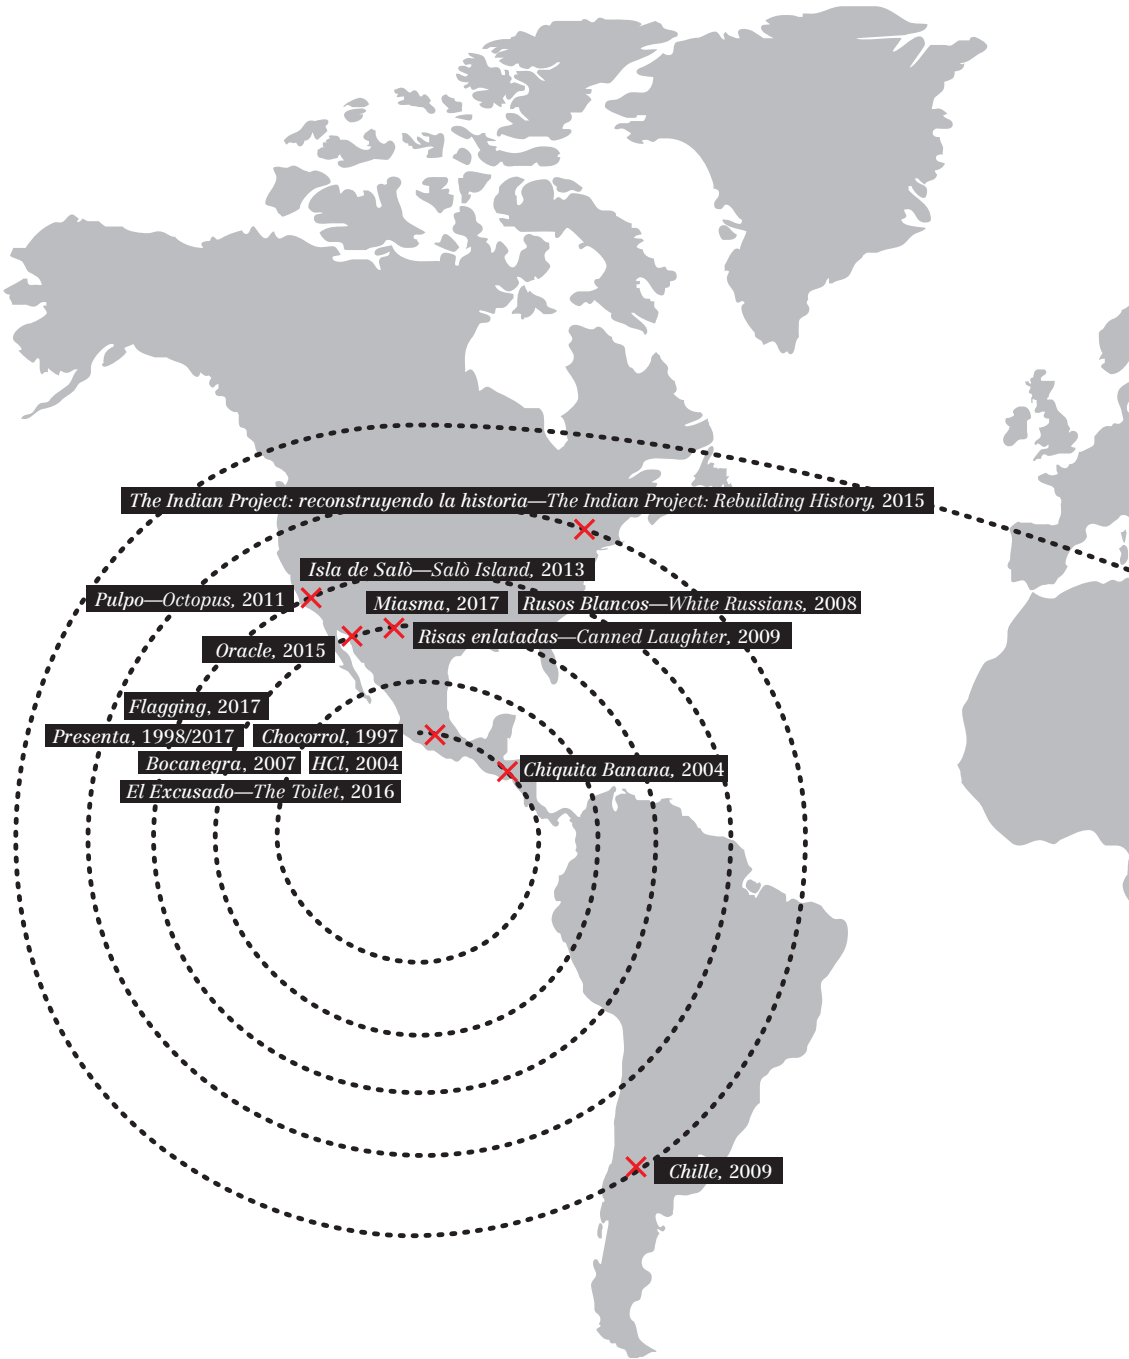 The Indian Project: reconstruyendo la historia—The Indian Project: Rebuilding History, 2015
Isla de Salò—Salò Island, 2013
Pulpo—Octopus, 2011
Miasma, 2017
Rusos Blancos—White Russians, 2008
Risas enlatadas—Canned Laughter, 2009
Oracle, 2015
Flagging, 2017
Presenta, 1998/2017
Chocorrol, 1997
Bocanegra, 2007
HCl, 2004
Chiquita Banana, 2004
El Excusado—The Toilet, 2016
Chille, 2009